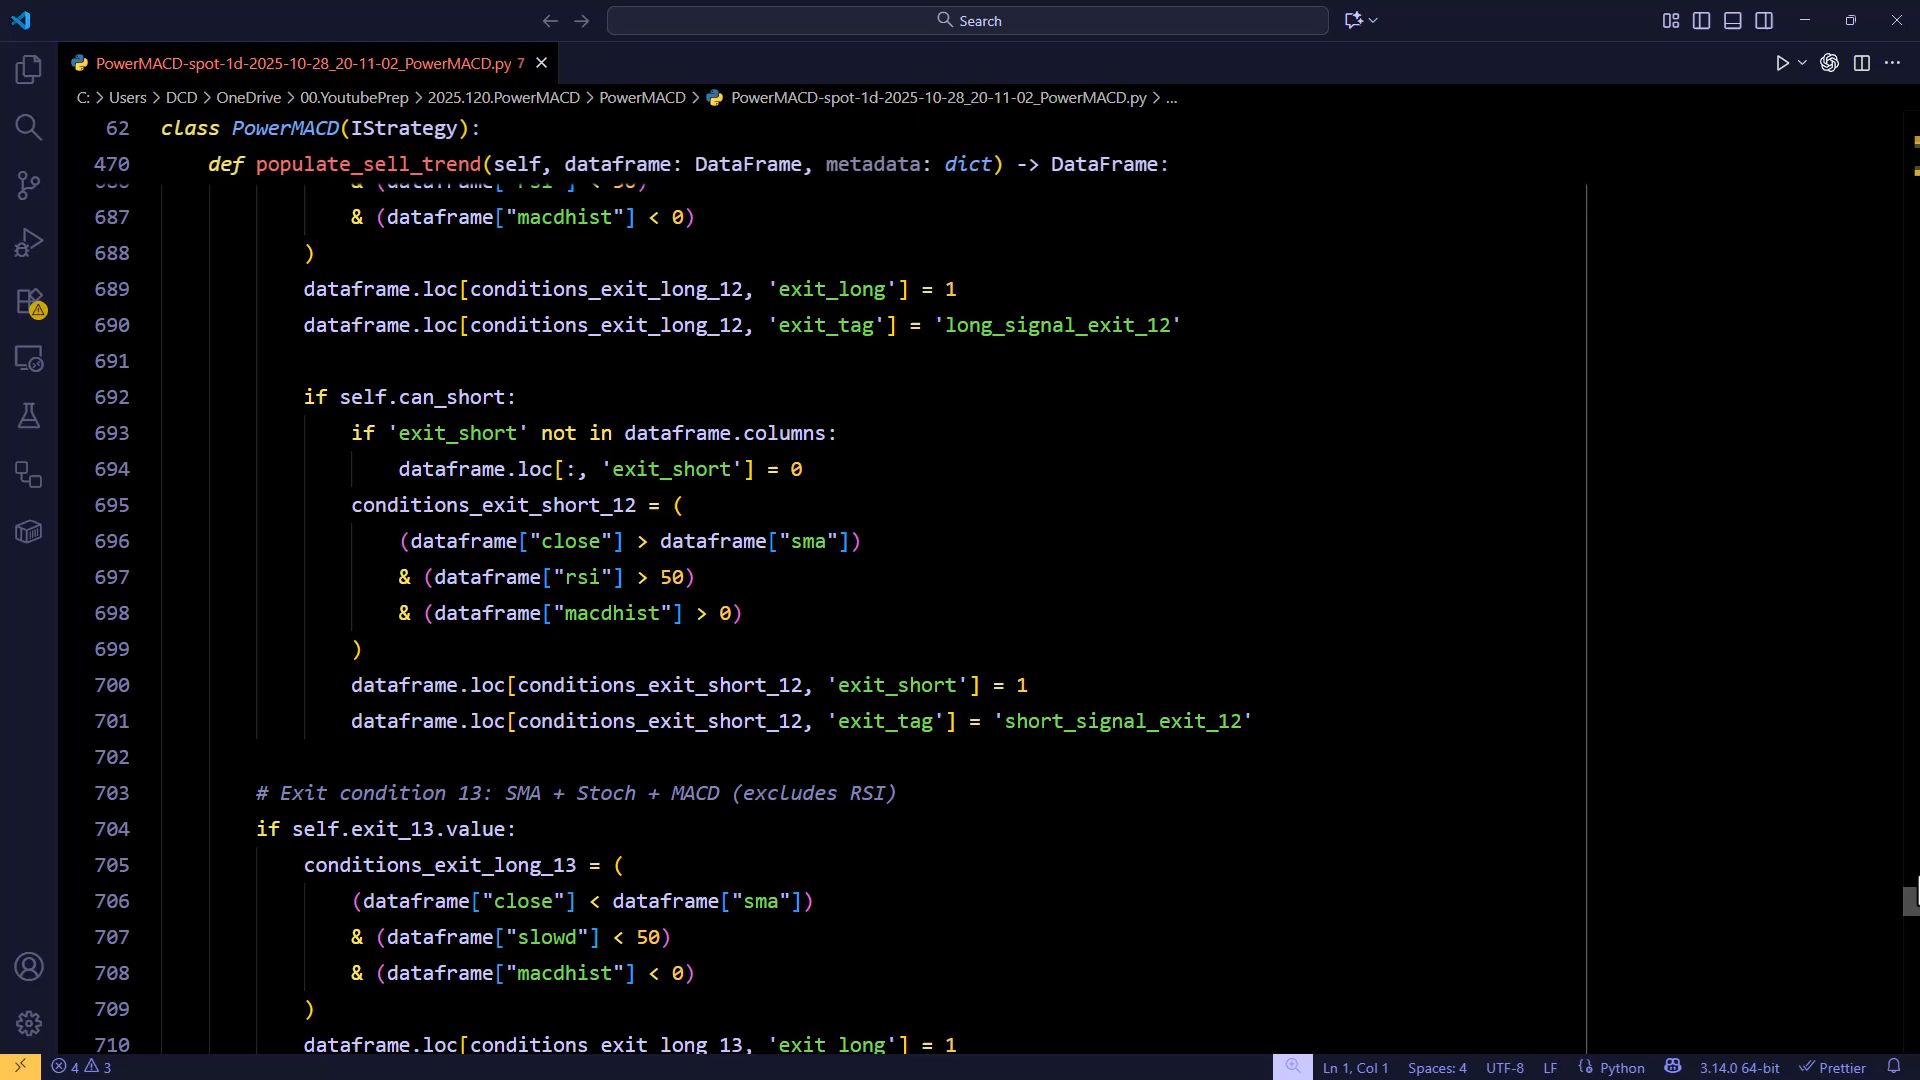 Search
PowerMACD-spot-1d-2025-10-28_20-11-02_PowerMACD.py 7
C: > Users > DCD > OneDrive > 00.YoutubePrep > 2025.120.PowerMACD > PowerMACD > PowerMACD-spot-1d-2025-10-28_20-11-02_PowerMACD.py > ...
62 class PowerMACD(IStrategy):
470 def populate_sell_trend(self, dataframe: DataFrame, metadata: dict) -> DataFrame:
687 & (dataframe["macdhist"] < 0)
688 )
689 dataframe.loc[conditions_exit_long_12, 'exit_long'] = 1
690 dataframe.loc[conditions_exit_long_12, 'exit_tag'] = 'long_signal_exit_12'
691
692 if self.can_short:
693 if 'exit_short' not in dataframe.columns:
694 dataframe.loc[:, 'exit_short'] = 0
695 conditions_exit_short_12 = (
696 (dataframe["close"] > dataframe["sma"])
697 & (dataframe["rsi"] > 50)
698 & (dataframe["macdhist"] > 0)
699 )
700 dataframe.loc[conditions_exit_short_12, 'exit_short'] = 1
701 dataframe.loc[conditions_exit_short_12, 'exit_tag'] = 'short_signal_exit_12'
702
703 # Exit condition 13: SMA + Stoch + MACD (excludes RSI)
704 if self.exit_13.value:
705 conditions_exit_long_13 = (
706 (dataframe["close"] < dataframe["sma"])
707 & (dataframe["slowd"] < 50)
708 & (dataframe["macdhist"] < 0)
709 )
710 dataframe.loc[conditions_exit_long_13, 'exit_long'] = 1
4 3 Ln 1, Col 1 Spaces: 4 UTF-8 LF Python 3.14.0 64-bit Prettier